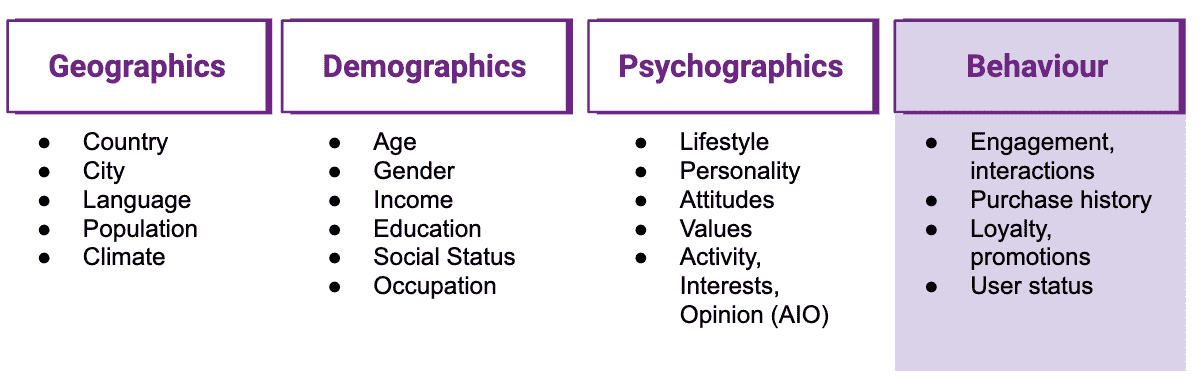 Geographics
Country
City
Language
Population
Climate
Demographics
Age
Gender
Income
Education
Social Status
Occupation
Psychographics
Lifestyle
Personality
Attitudes
Values
Activity,
Interests,
Opinion (AIO)
Behaviour
Engagement,
interactions
Purchase history
Loyalty,
promotions
User status